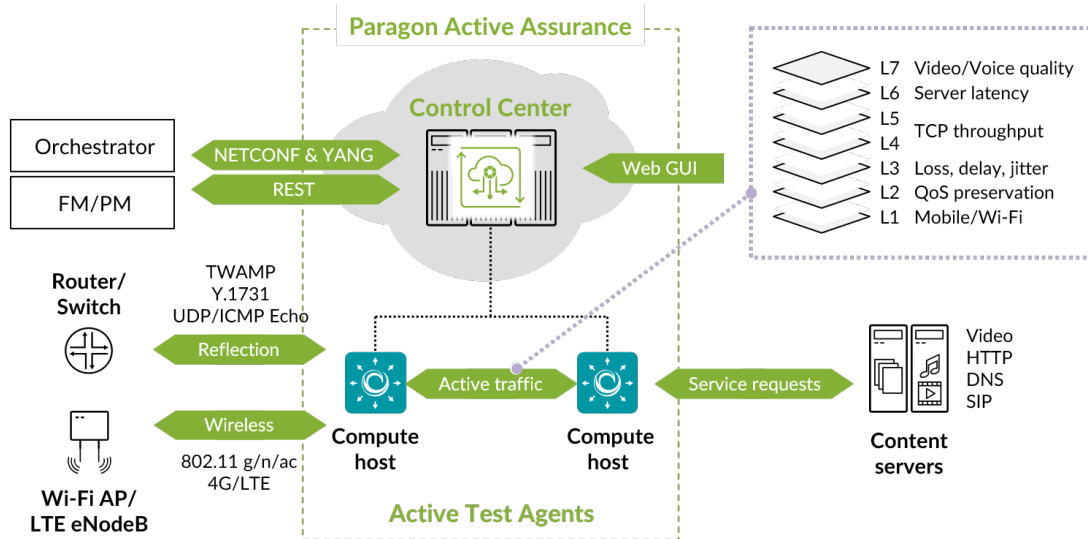 Paragon Active Assurance
Control Center
Orchestrator
FM/PM
NETCONF & YANG
REST
Web GUI
L7 Video/Voice quality
L6 Server latency
L5
TCP throughput
L4
L3 Loss, delay, jitter
L2 QoS preservation
L1 Mobile/Wi-Fi
Router/
Switch
TWAMP
Y.1731
UDP/ICMP Echo
Reflection
Active traffic
Service requests
Video
HTTP
DNS
SIP
Wireless
802.11 g/n/ac
4G/LTE
Wi-Fi AP/
LTE eNodeB
Compute
host
Compute
host
Content
servers
Active Test Agents